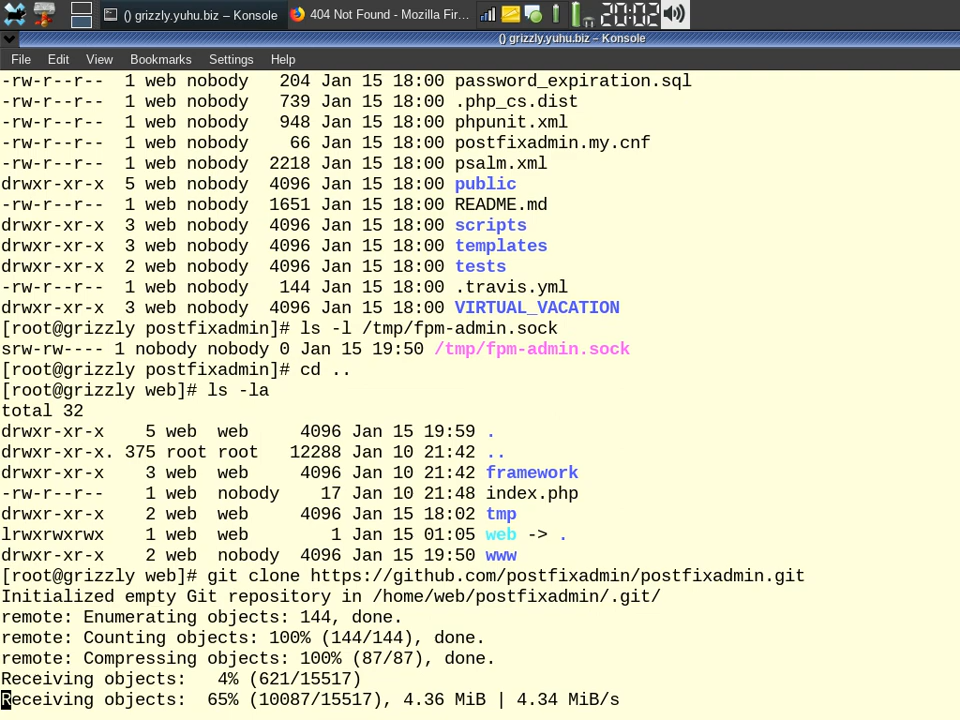 () grizzly.yuhu.biz – Konsole
404 Not Found - Mozilla Fir...
20:02
() grizzly.yuhu.biz – Konsole
File Edit View Bookmarks Settings Help
-rw-r--r--  1 web nobody   204 Jan 15 18:00 password_expiration.sql
-rw-r--r--  1 web nobody   739 Jan 15 18:00 .php_cs.dist
-rw-r--r--  1 web nobody   948 Jan 15 18:00 phpunit.xml
-rw-r--r--  1 web nobody    66 Jan 15 18:00 postfixadmin.my.cnf
-rw-r--r--  1 web nobody  2218 Jan 15 18:00 psalm.xml
drwxr-xr-x  5 web nobody  4096 Jan 15 18:00 public
-rw-r--r--  1 web nobody  1651 Jan 15 18:00 README.md
drwxr-xr-x  3 web nobody  4096 Jan 15 18:00 scripts
drwxr-xr-x  3 web nobody  4096 Jan 15 18:00 templates
drwxr-xr-x  2 web nobody  4096 Jan 15 18:00 tests
-rw-r--r--  1 web nobody   144 Jan 15 18:00 .travis.yml
drwxr-xr-x  3 web nobody  4096 Jan 15 18:00 VIRTUAL_VACATION
[root@grizzly postfixadmin]# ls -l /tmp/fpm-admin.sock
srw-rw---- 1 nobody nobody 0 Jan 15 19:50 /tmp/fpm-admin.sock
[root@grizzly postfixadmin]# cd ..
[root@grizzly web]# ls -la
total 32
drwxr-xr-x    5 web  web     4096 Jan 15 19:59 .
drwxr-xr-x. 375 root root   12288 Jan 10 21:42 ..
drwxr-xr-x    3 web  web     4096 Jan 10 21:42 framework
-rw-r--r--    1 web  nobody    17 Jan 10 21:48 index.php
drwxr-xr-x    2 web  web     4096 Jan 15 18:02 tmp
lrwxrwxrwx    1 web  web        1 Jan 15 01:05 web -> .
drwxr-xr-x    2 web  nobody  4096 Jan 15 19:50 www
[root@grizzly web]# git clone https://github.com/postfixadmin/postfixadmin.git
Initialized empty Git repository in /home/web/postfixadmin/.git/
remote: Enumerating objects: 144, done.
remote: Counting objects: 100% (144/144), done.
remote: Compressing objects: 100% (87/87), done.
Receiving objects:   4% (621/15517)
Receiving objects:  65% (10087/15517), 4.36 MiB | 4.34 MiB/s